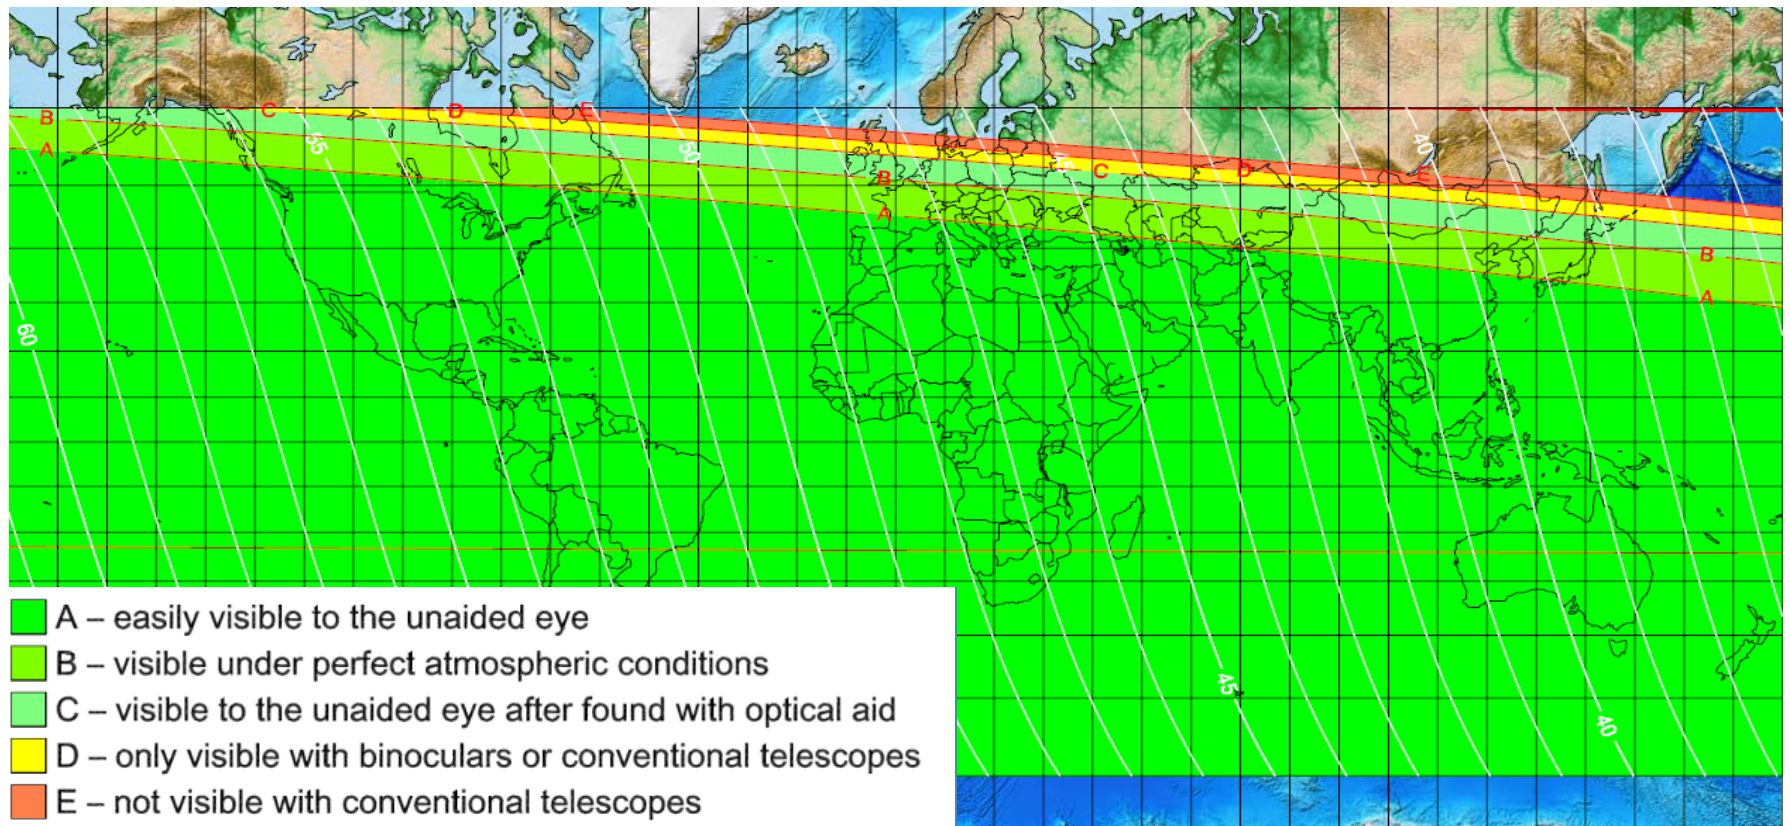 B
C
D
E
A
55
50
45
40
B
C
D
E
A
B
A
60
45
40
A – easily visible to the unaided eye
B – visible under perfect atmospheric conditions
C – visible to the unaided eye after found with optical aid
D – only visible with binoculars or conventional telescopes
E – not visible with conventional telescopes